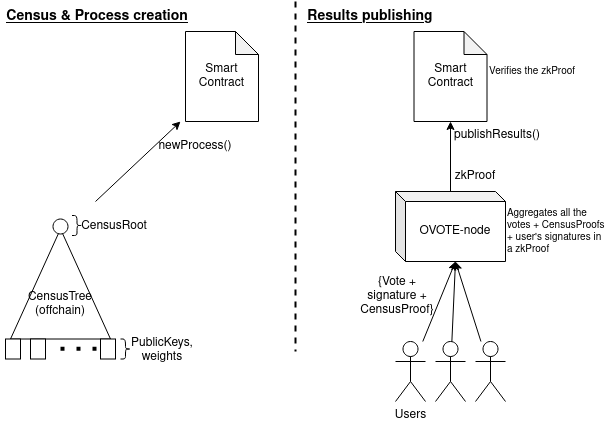 Census & Process creation
Smart
Contract
newProcess()
CensusRoot
CensusTree
(offchain)
PublicKeys,
weights
Results publishing
Smart
Contract
Verifies the zkProof
publishResults()
zkProof
OVOTE-node
Aggregates all the
votes + CensusProofs
+ user's signatures in
a zkProof
{Vote +
signature +
CensusProof}
Users